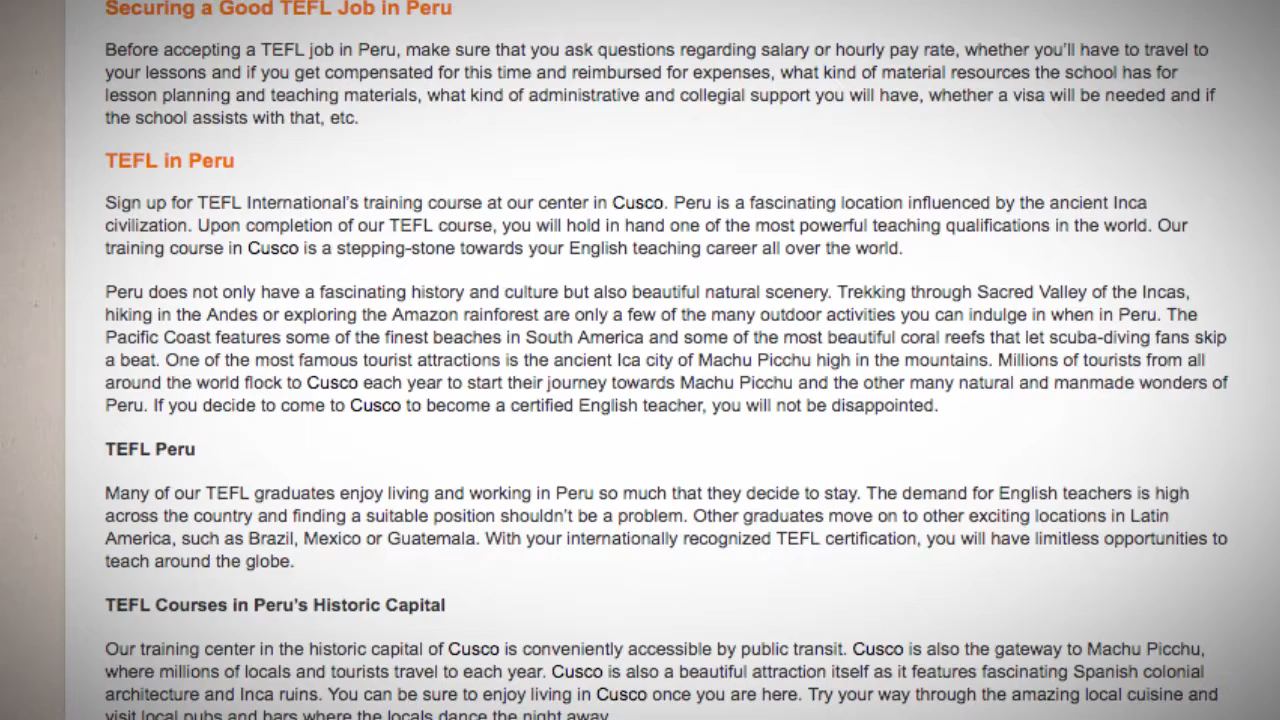 Securing a Good TEFL Job in Peru
Before accepting a TEFL job in Peru, make sure that you ask questions regarding salary or hourly pay rate, whether you'll have to travel to
your lessons and if you get compensated for this time and reimbursed for expenses, what kind of material resources the school has for
lesson planning and teaching materials, what kind of administrative and collegial support you will have, whether a visa will be needed and if
the school assists with that, etc.
TEFL in Peru
Sign up for TEFL International's training course at our center in Cusco. Peru is a fascinating location influenced by the ancient Inca
civilization. Upon completion of our TEFL course, you will hold in hand one of the most powerful teaching qualifications in the world. Our
training course in Cusco is a stepping-stone towards your English teaching career all over the world.
Peru does not only have a fascinating history and culture but also beautiful natural scenery. Trekking through Sacred Valley of the Incas,
hiking in the Andes or exploring the Amazon rainforest are only a few of the many outdoor activities you can indulge in when in Peru. The
Pacific Coast features some of the finest beaches in South America and some of the most beautiful coral reefs that let scuba-diving fans skip
a beat. One of the most famous tourist attractions is the ancient Ica city of Machu Picchu high in the mountains. Millions of tourists from all
around the world flock to Cusco each year to start their journey towards Machu Picchu and the other many natural and manmade wonders of
Peru. If you decide to come to Cusco to become a certified English teacher, you will not be disappointed.
TEFL Peru
Many of our TEFL graduates enjoy living and working in Peru so much that they decide to stay. The demand for English teachers is high
across the country and finding a suitable position shouldn't be a problem. Other graduates move on to other exciting locations in Latin
America, such as Brazil, Mexico or Guatemala. With your internationally recognized TEFL certification, you will have limitless opportunities to
teach around the globe.
TEFL Courses in Peru's Historic Capital
Our training center in the historic capital of Cusco is conveniently accessible by public transit. Cusco is also the gateway to Machu Picchu,
where millions of locals and tourists travel to each year. Cusco is also a beautiful attraction itself as it features fascinating Spanish colonial
architecture and Inca ruins. You can be sure to enjoy living in Cusco once you are here. Try your way through the amazing local cuisine and
visit local pubs and bars where the locals dance the night away.